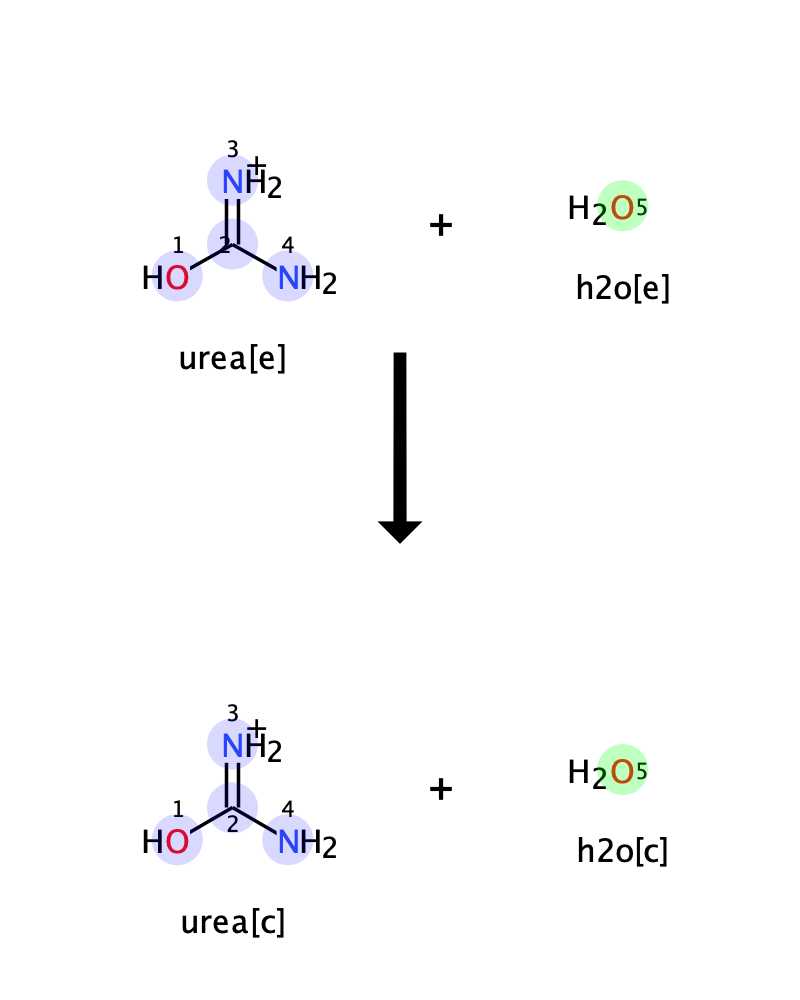 3
NH2
+
1
2
4
HO
NH2
+
H2O5
urea[e]
h2o[e]
3
NH2
+
1
2
4
HO
NH2
+
H2O5
urea[c]
h2o[c]